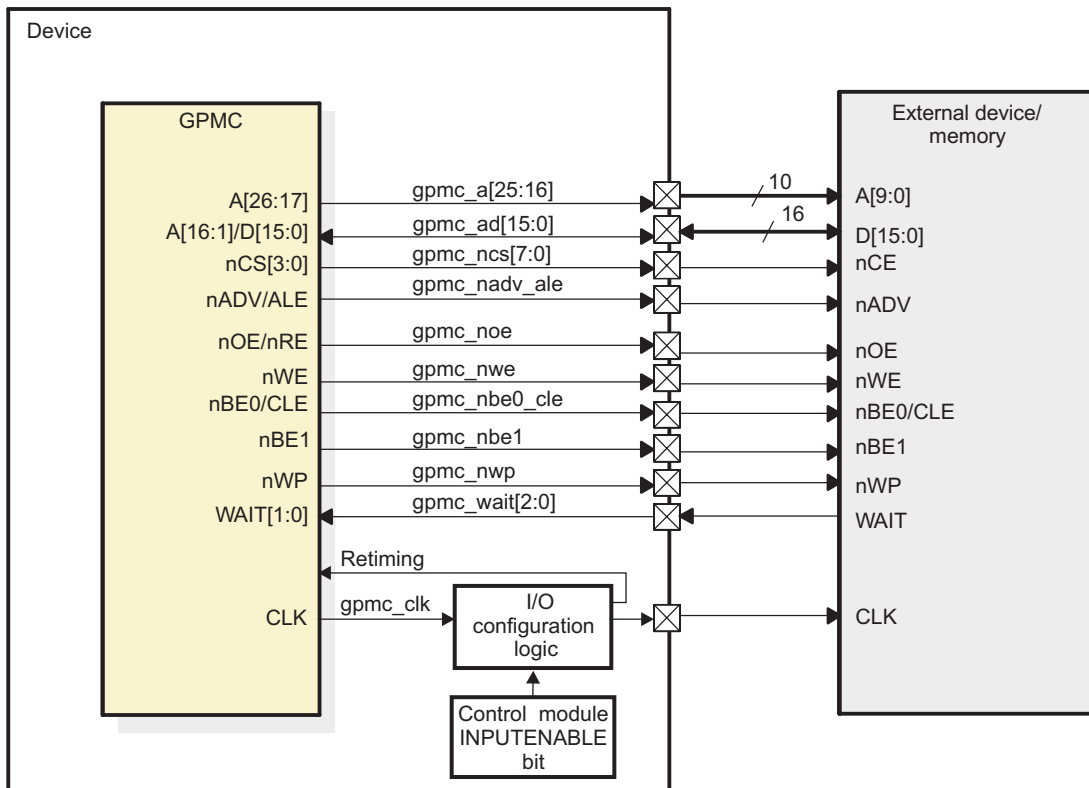 Device
GPMC
External device/
memory
A[26:17]
gpmc_a[25:16]
10
A[9:0]
A[16:1]/D[15:0]
gpmc_ad[15:0]
16
D[15:0]
nCS[3:0]
gpmc_ncs[7:0]
nCE
nADV/ALE
gpmc_nadv_ale
nADV
nOE/nRE
gpmc_noe
nOE
nWE
gpmc_nwe
nWE
nBE0/CLE
gpmc_nbe0_cle
nBE0/CLE
nBE1
gpmc_nbe1
nBE1
nWP
gpmc_nwp
nWP
WAIT[1:0]
gpmc_wait[2:0]
WAIT
Retiming
CLK
gpmc_clk
I/O
configuration
logic
CLK
Control module
INPUTENABLE
bit